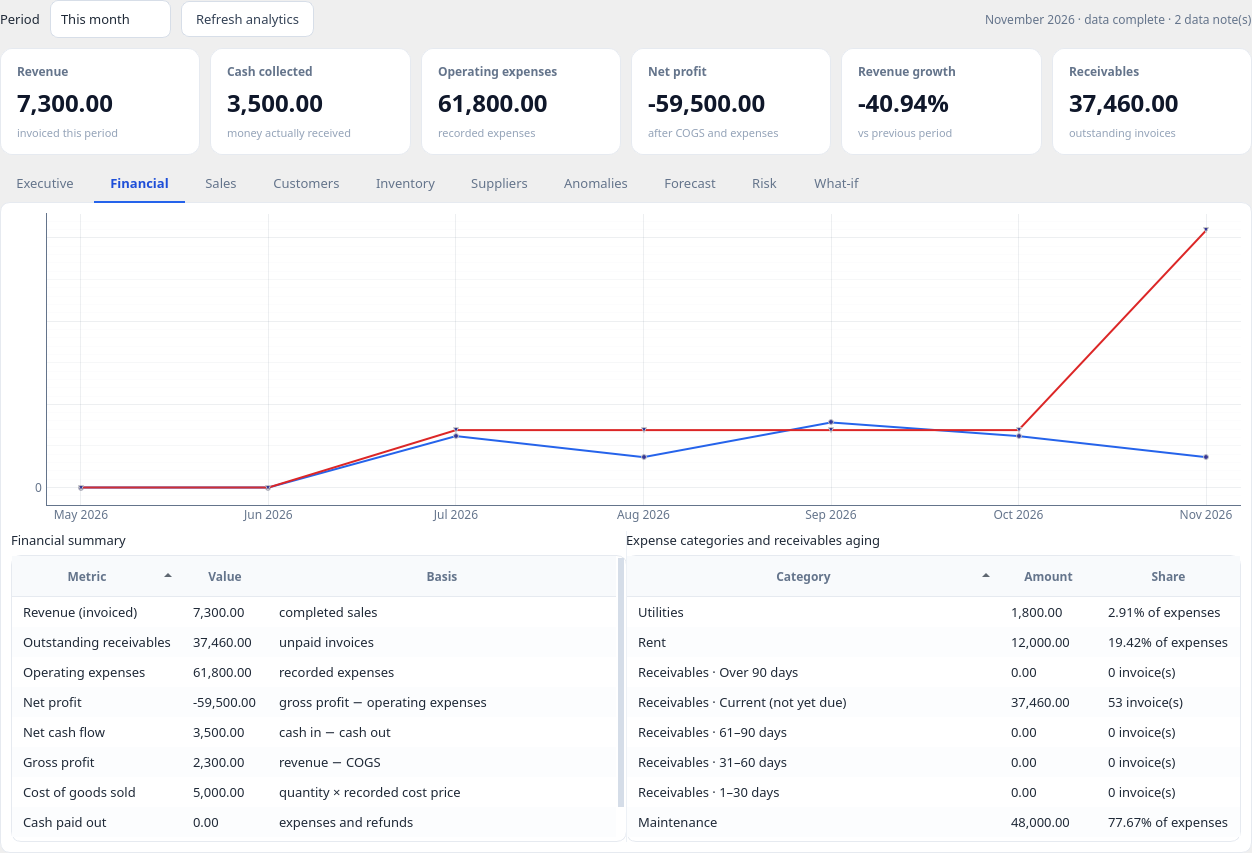 Period This month Refresh analytics November 2026 · data complete · 2 data note(s)
Revenue Cash collected Operating expenses Net profit Revenue growth Receivables
7,300.00 3,500.00 61,800.00 -59,500.00 -40.94% 37,460.00
invoiced this period money actually received recorded expenses after COGS and expenses vs previous period outstanding invoices
Executive Financial Sales Customers Inventory Suppliers Anomalies Forecast Risk What-if
0
May 2026 Jun 2026 Jul 2026 Aug 2026 Sep 2026 Oct 2026 Nov 2026
Financial summary
Metric Value Basis
Revenue (invoiced) 7,300.00 completed sales
Outstanding receivables 37,460.00 unpaid invoices
Operating expenses 61,800.00 recorded expenses
Net profit -59,500.00 gross profit − operating expenses
Net cash flow 3,500.00 cash in − cash out
Gross profit 2,300.00 revenue − COGS
Cost of goods sold 5,000.00 quantity × recorded cost price
Cash paid out 0.00 expenses and refunds
Expense categories and receivables aging
Category Amount Share
Utilities 1,800.00 2.91% of expenses
Rent 12,000.00 19.42% of expenses
Receivables · Over 90 days 0.00 0 invoice(s)
Receivables · Current (not yet due) 37,460.00 53 invoice(s)
Receivables · 61–90 days 0.00 0 invoice(s)
Receivables · 31–60 days 0.00 0 invoice(s)
Receivables · 1–30 days 0.00 0 invoice(s)
Maintenance 48,000.00 77.67% of expenses